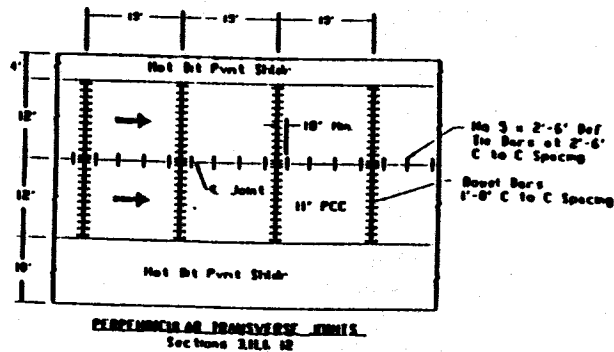 15' 15' 15'
4'
Hot Bit Pvmt Shldr
12'
18" Min.
No 5 x 2'-6" Def
Tie Bars at 2'-6"
C to C Spacing
℄ Joint
12'
11" PCC
Dowel Bars
1'-0" C to C Spacing
10'
Hot Bit Pvmt Shldr
PERPENDICULAR TRANSVERSE JOINTS
Sections
12